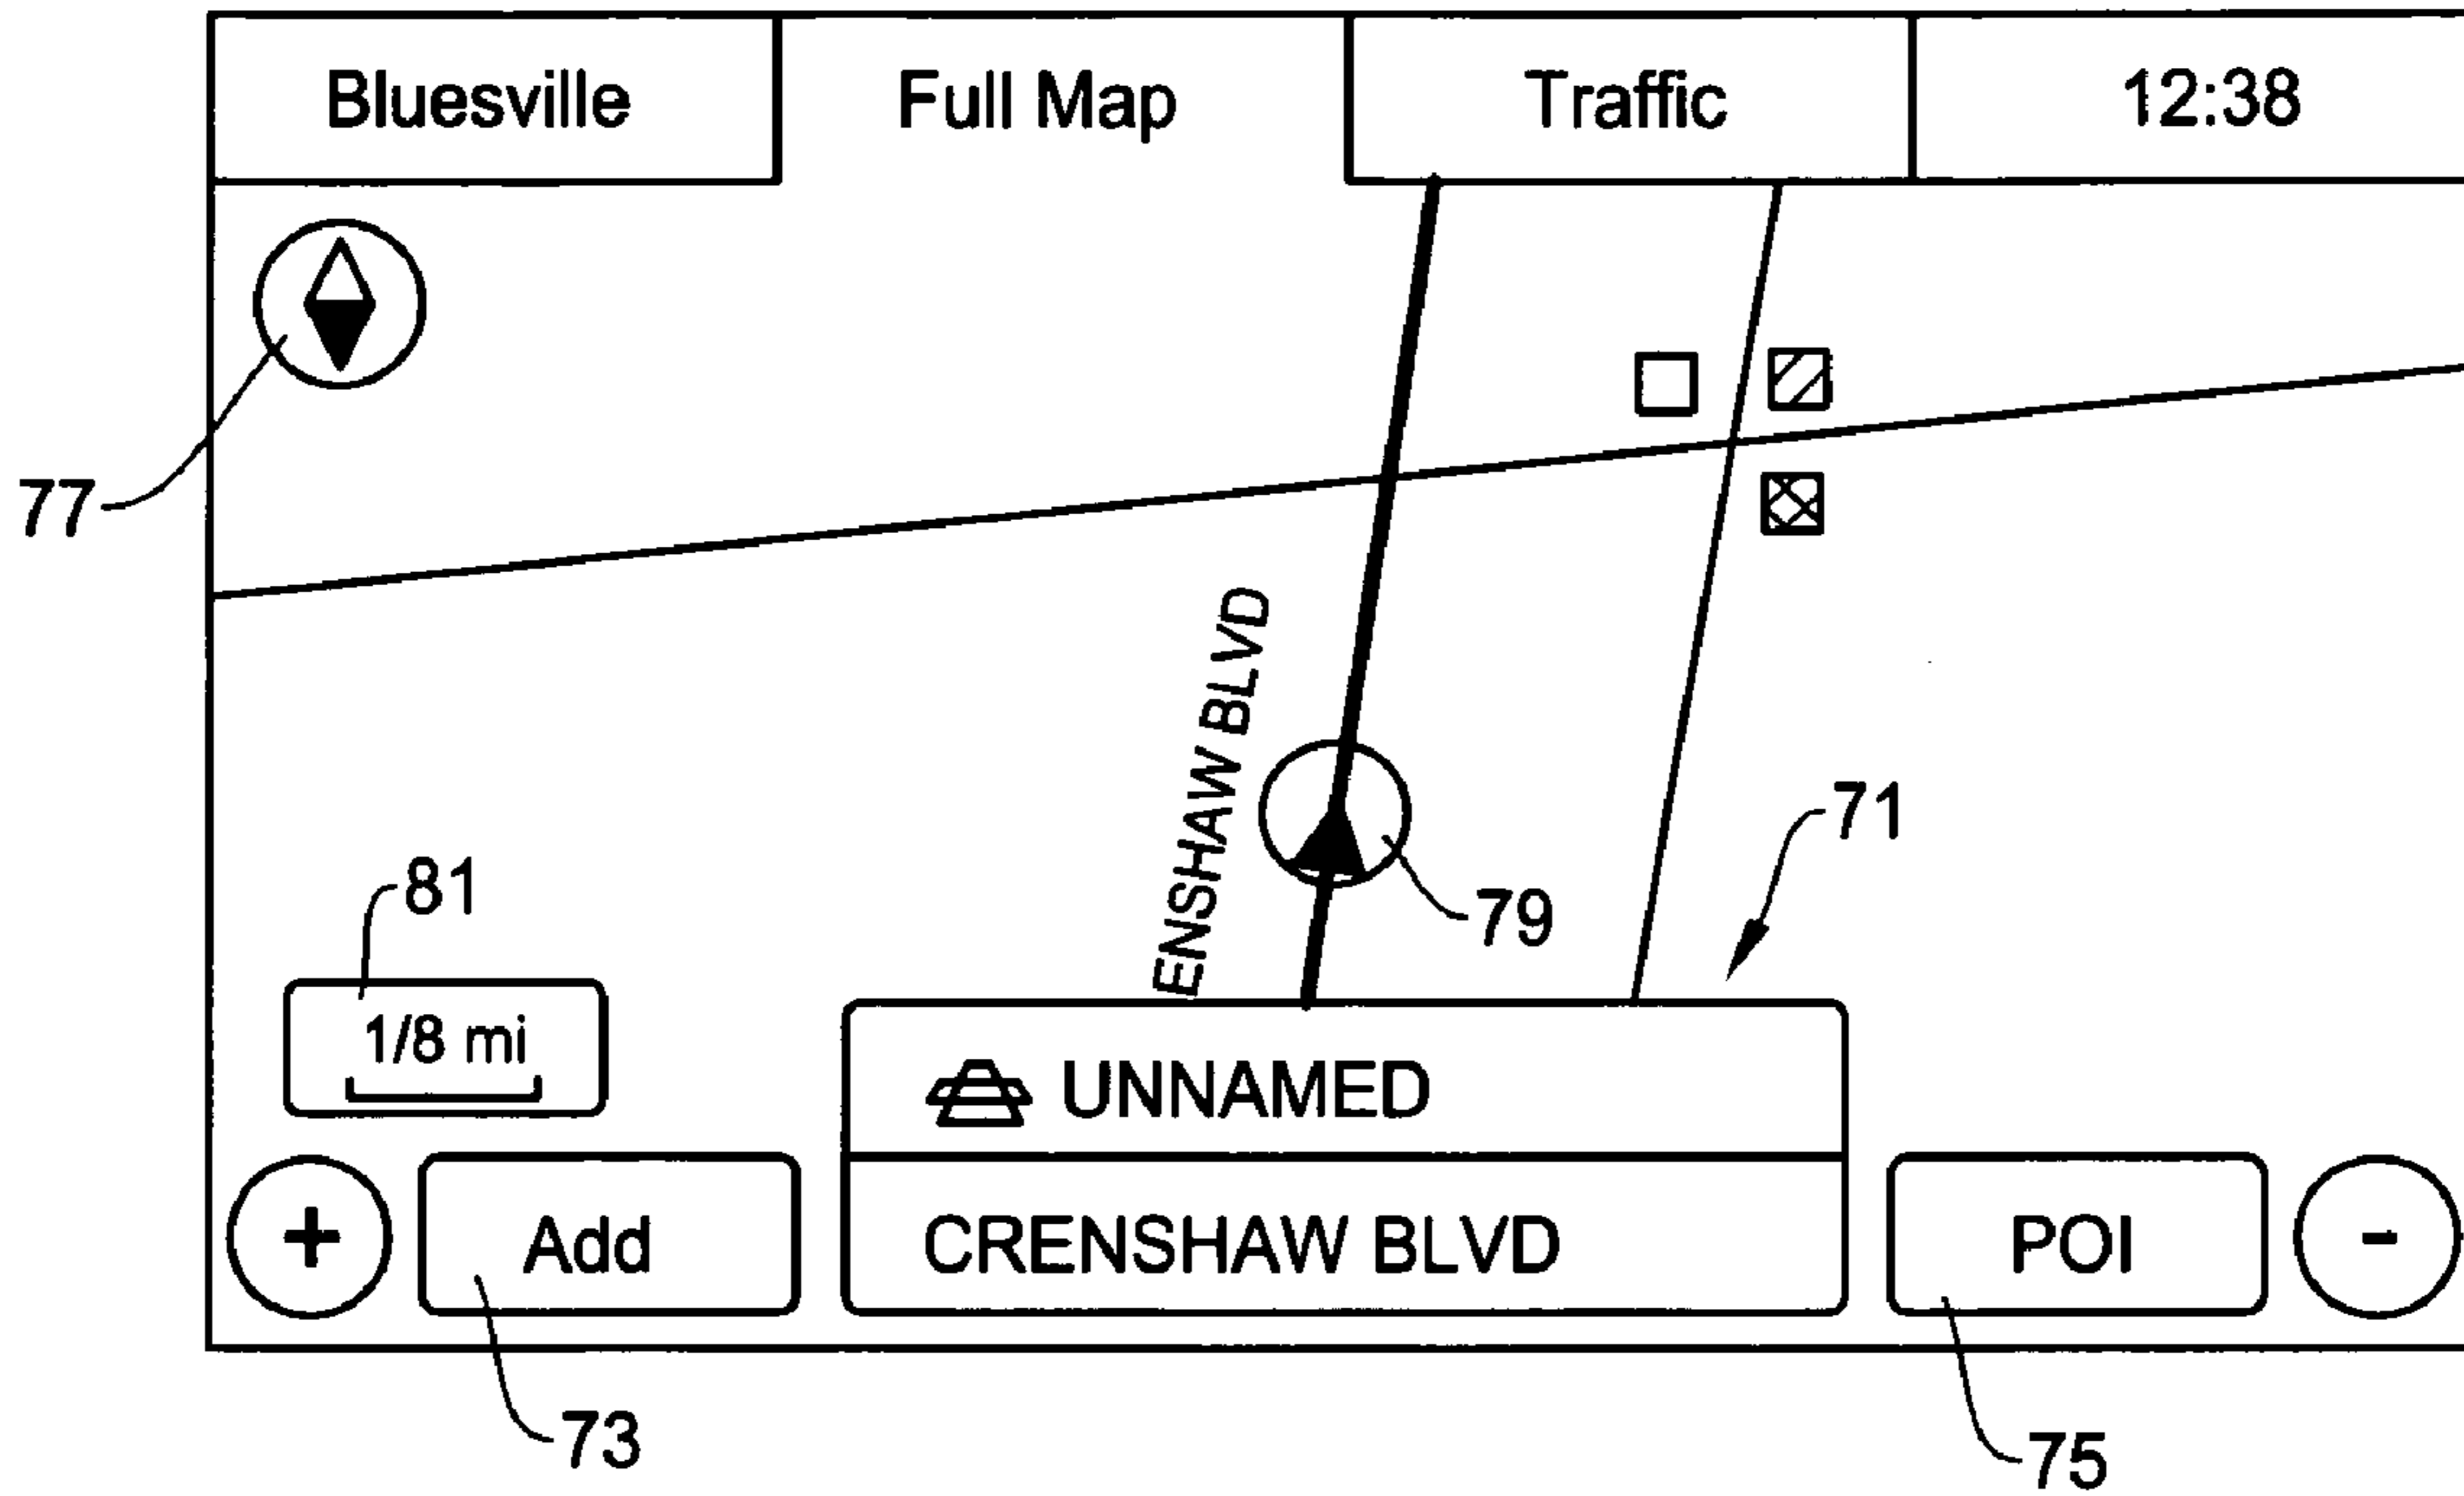 Bluesville
Full Map
Traffic
12:38
77
ENSHAW BLVD
71
79
81
1/8 mi
UNNAMED
+
Add
CRENSHAW BLVD
POI
-
73
75